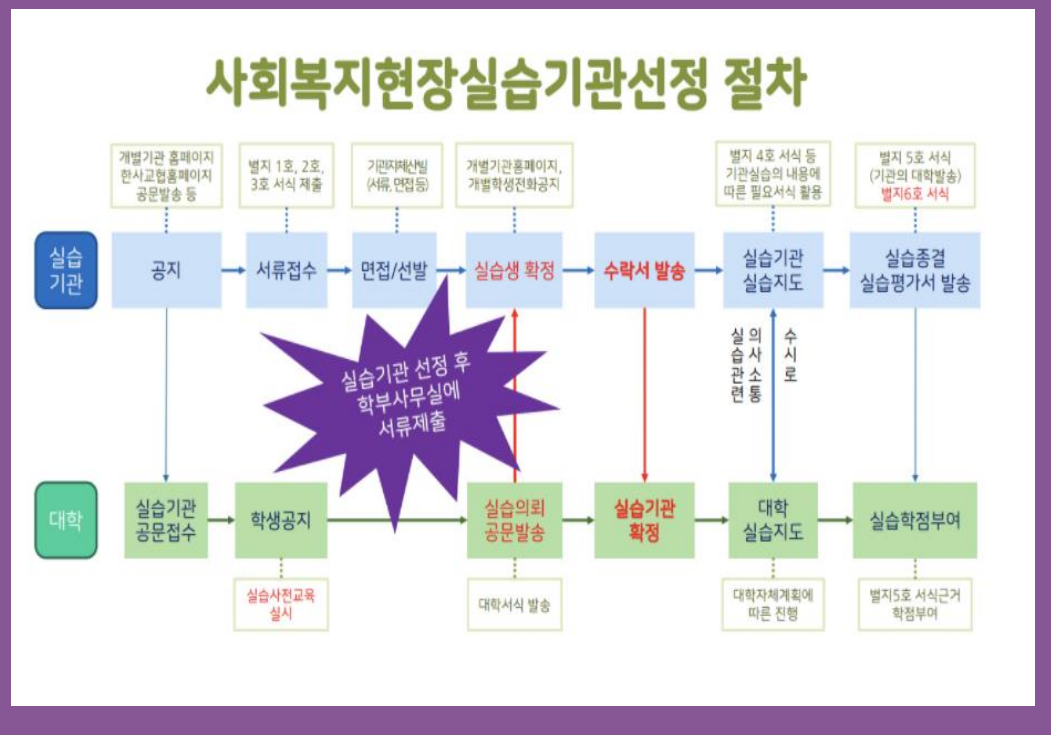 사회복지현장실습기관선정 절차
개별기관 홈페이지
한사교협홈페이지
공문발송 등
별지 1호, 2호,
3호 서식 제출
기관자체선발
(서류, 면접 등)
개별기관홈페이지,
개별학생전화공지
별지 4호 서식 등
기관실습의 내용에
따른 필요서식 활용
별지 5호 서식
(기관의 대학발송)
별지6호 서식
실습
기관
공지
서류접수
면접/선발
실습생 확정
수락서 발송
실습기관
실습지도
실습종결
실습평가서 발송
실습기관 선정 후
학부사무실에
서류제출
실습관련
의사소통
수시로
대학
실습기관
공문접수
학생공지
실습의뢰
공문발송
실습기관
확정
대학
실습지도
실습학점부여
실습사전교육
실시
대학서식 발송
대학자체계획에
따른 진행
별지5호 서식근거
학점부여